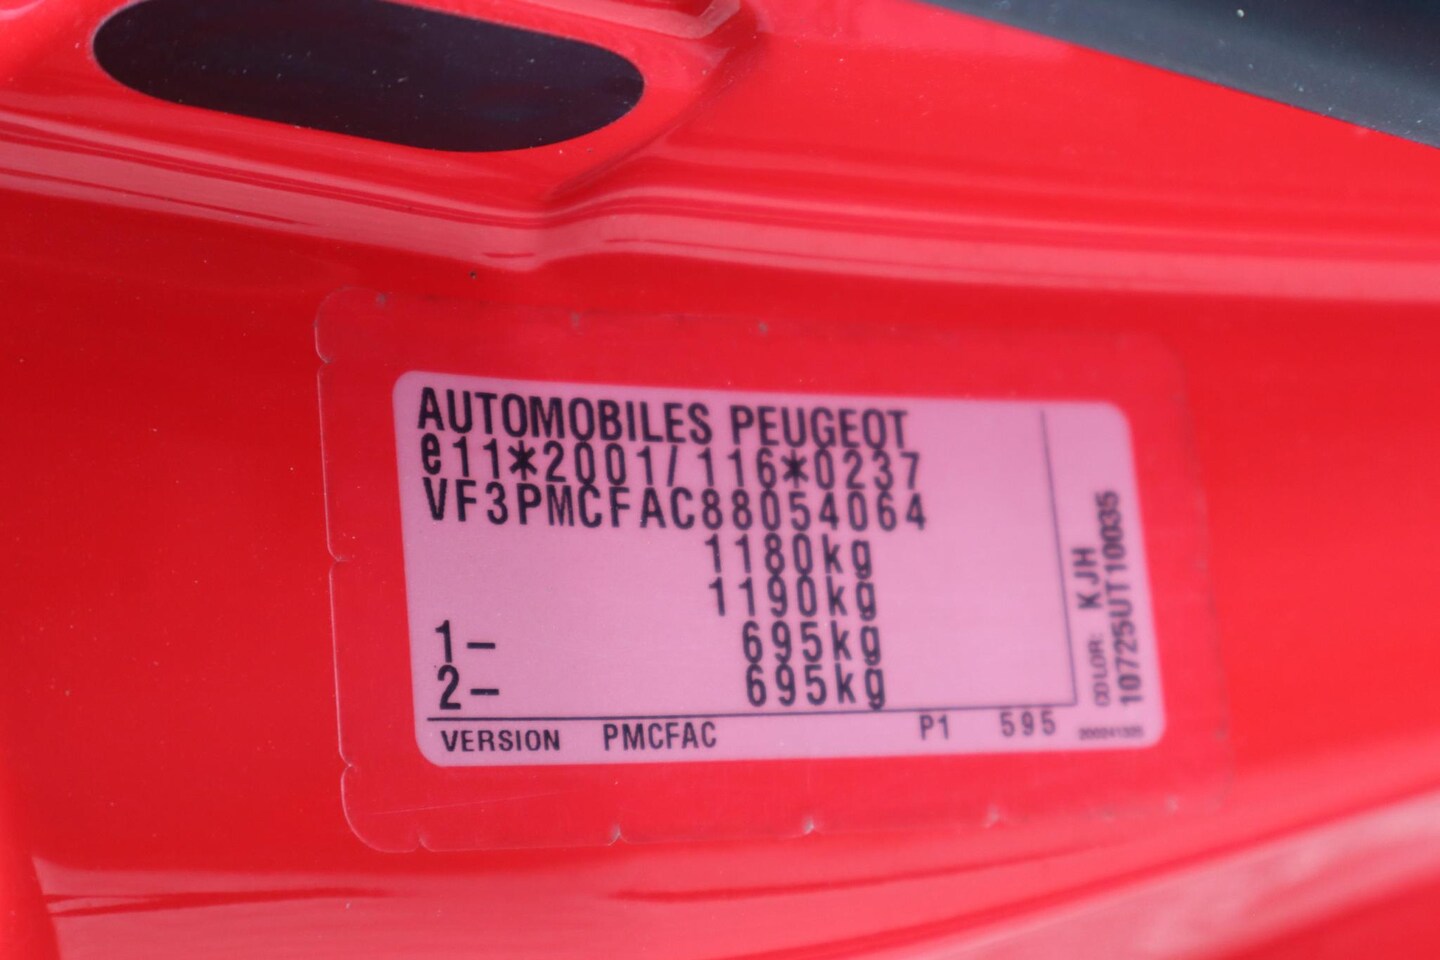 AUTOMOBILES PEUGEOT
e11*2001/116*0237
VF3PMCFAC88054064
1180kg
1190kg
1- 695kg
2- 695kg
VERSION PMCFAC P1 595
COLOR: KJH
10725UT10035